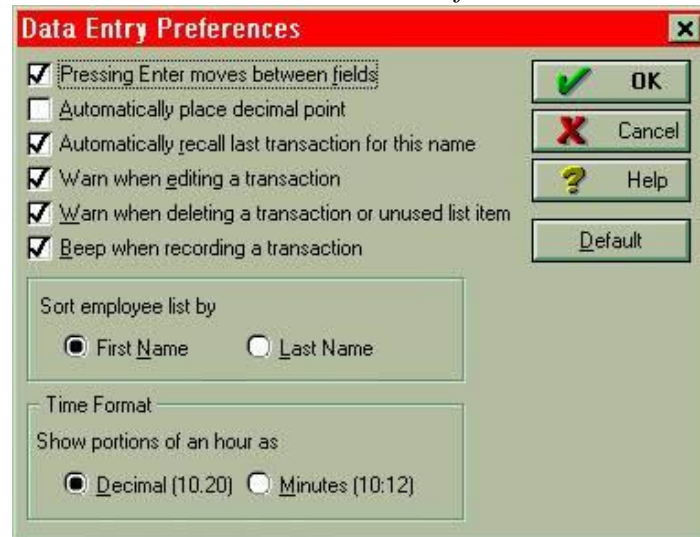 Data Entry Preferences
Pressing Enter moves between fields
Automatically place decimal point
Automatically recall last transaction for this name
Warn when editing a transaction
Warn when deleting a transaction or unused list item
Beep when recording a transaction
OK
Cancel
Help
Default
Sort employee list by
First Name Last Name
Time Format
Show portions of an hour as
Decimal (10.20) Minutes (10:12)